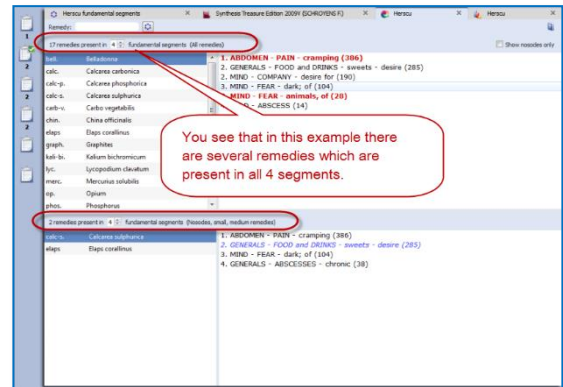 Herscu fundamental segments
Synthesis Treasure Edition 2009V (SCHROYENS F.)
Herscu
Herscu
Remedy:
17 remedies present in 4 fundamental segments (All remedies)
Show nosodes only
bell. Belladonna
calc. Calcarea carbonica
calc-p. Calcarea phosphorica
calc-s. Calcarea sulphurica
carb-v. Carbo vegetabilis
chin. China officinalis
elaps Elaps corallinus
graph. Graphites
kali-bi. Kalium bichromicum
lyc. Lycopodium clavatum
merc. Mercurius solubilis
op. Opium
phos. Phosphorus
1. ABDOMEN - PAIN - cramping (386)
2. GENERALS - FOOD and DRINKS - sweets - desire (285)
2. MIND - COMPANY - desire for (190)
3. MIND - FEAR - dark; of (104)
MIND - FEAR - animals, of (28)
- ABSCESS (14)
You see that in this example there
are several remedies which are
present in all 4 segments.
2 remedies present in 4 fundamental segments (Nosodes, small, medium remedies)
calc-s. Calcarea sulphurica
elaps Elaps corallinus
1. ABDOMEN - PAIN - cramping (386)
2. GENERALS - FOOD and DRINKS - sweets - desire (285)
3. MIND - FEAR - dark; of (104)
4. GENERALS - ABSCESSES - chronic (38)
1
2
2
2